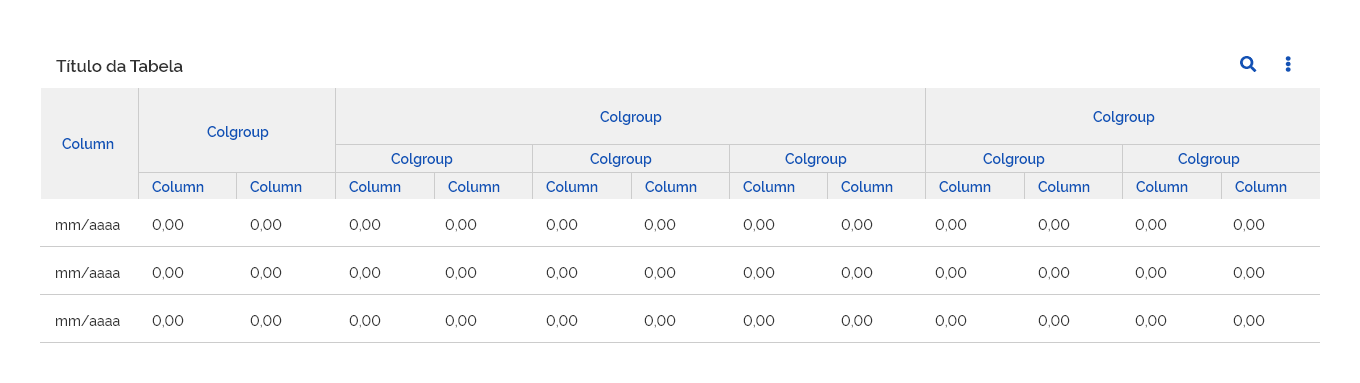 Título da Tabela
Colgroup Colgroup
Colgroup
Column
Colgroup Colgroup Colgroup Colgroup Colgroup
Column Column Column Column Column Column Column Column Column Column Column Column
mm/aaaa 0,00 0,00 0,00 0,00 0,00 0,00 0,00 0,00 0,00 0,00 0,00 0,00
mm/aaaa 0,00 0,00 0,00 0,00 0,00 0,00 0,00 0,00 0,00 0,00 0,00 0,00
mm/aaaa 0,00 0,00 0,00 0,00 0,00 0,00 0,00 0,00 0,00 0,00 0,00 0,00